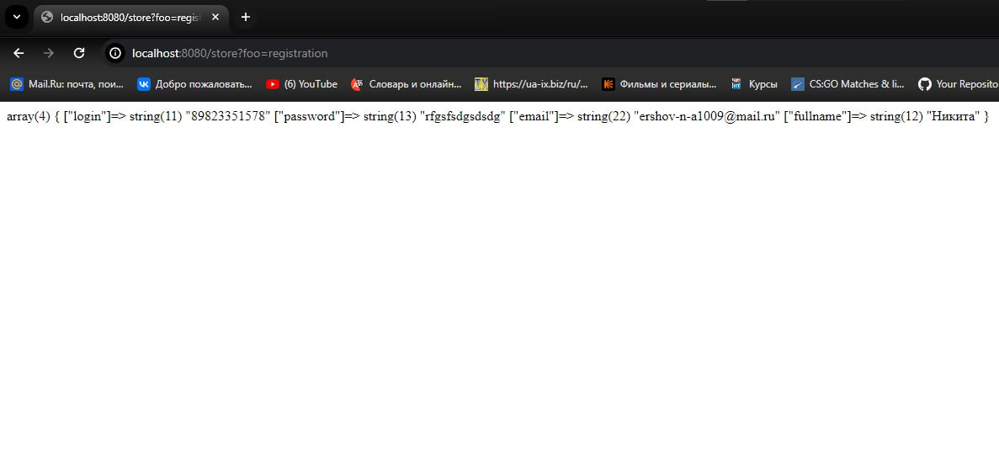 localhost:8080/store?foo=regist
localhost:8080/store?foo=registration
Mail.Ru: почта, пои... Добро пожаловать... (6) YouTube Словарь и онлайн... https://ua-ix.biz/ru/... Фильмы и сериалы... Курсы CS:GO Matches & li... Your Reposito
array(4) { ["login"]=> string(11) "89823351578" ["password"]=> string(13) "rfgsfsdgsdsdg" ["email"]=> string(22) "ershov-n-a1009@mail.ru" ["fullname"]=> string(12) "Никита" }